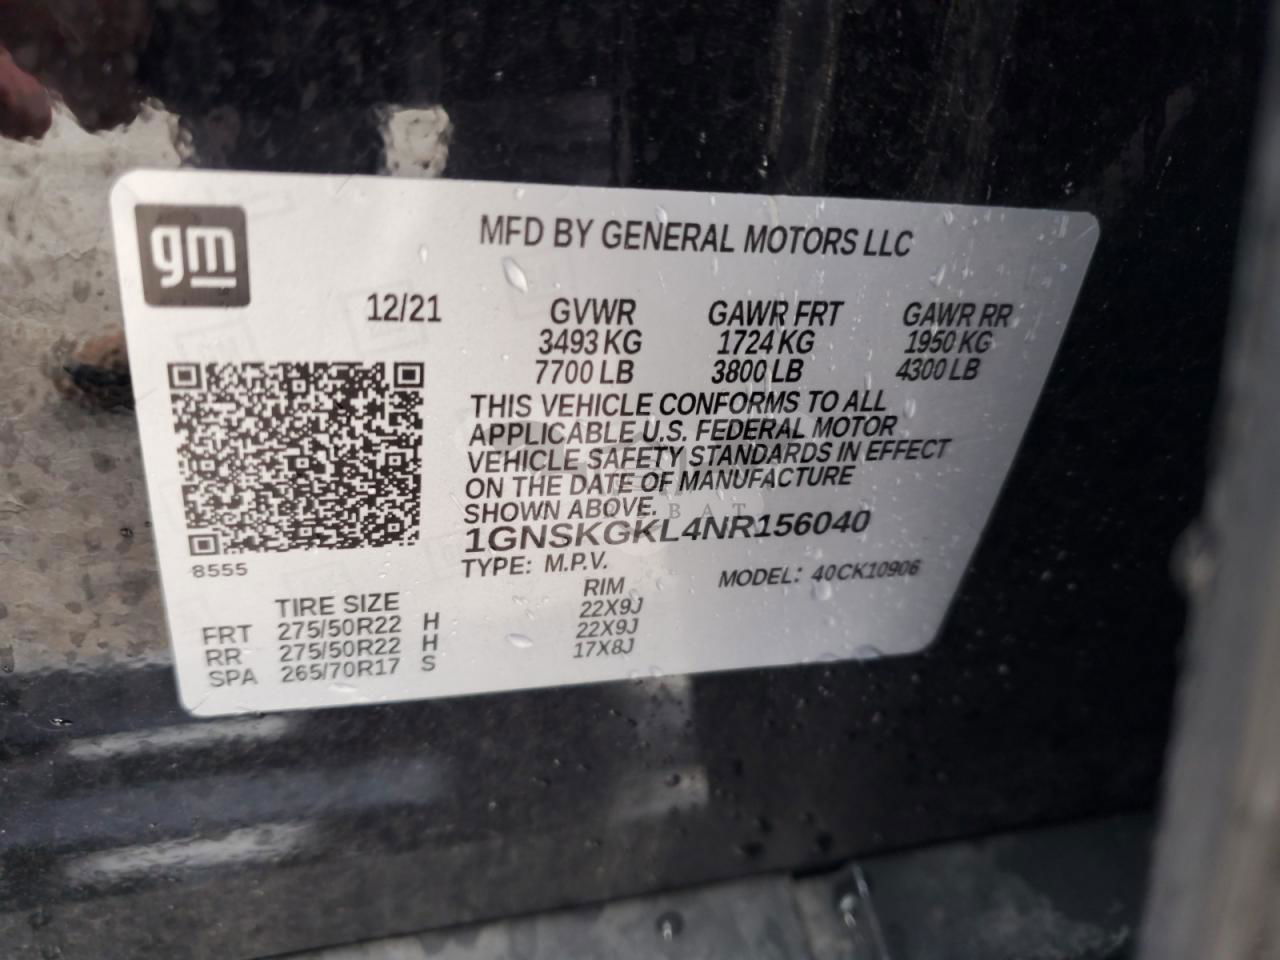 gm
MFD BY GENERAL MOTORS LLC
12/21 GVWR GAWR FRT GAWR RR
3493 KG 1724 KG 1950 KG
7700 LB 3800 LB 4300 LB
THIS VEHICLE CONFORMS TO ALL
APPLICABLE U.S. FEDERAL MOTOR
VEHICLE SAFETY STANDARDS IN EFFECT
ON THE DATE OF MANUFACTURE
SHOWN ABOVE.
1GNSKGKL4NR156040
8555
TYPE: M.P.V. MODEL: 40CK10906
TIRE SIZE RIM
FRT 275/50R22 H 22X9J
RR 275/50R22 H 22X9J
SPA 265/70R17 S 17X8J